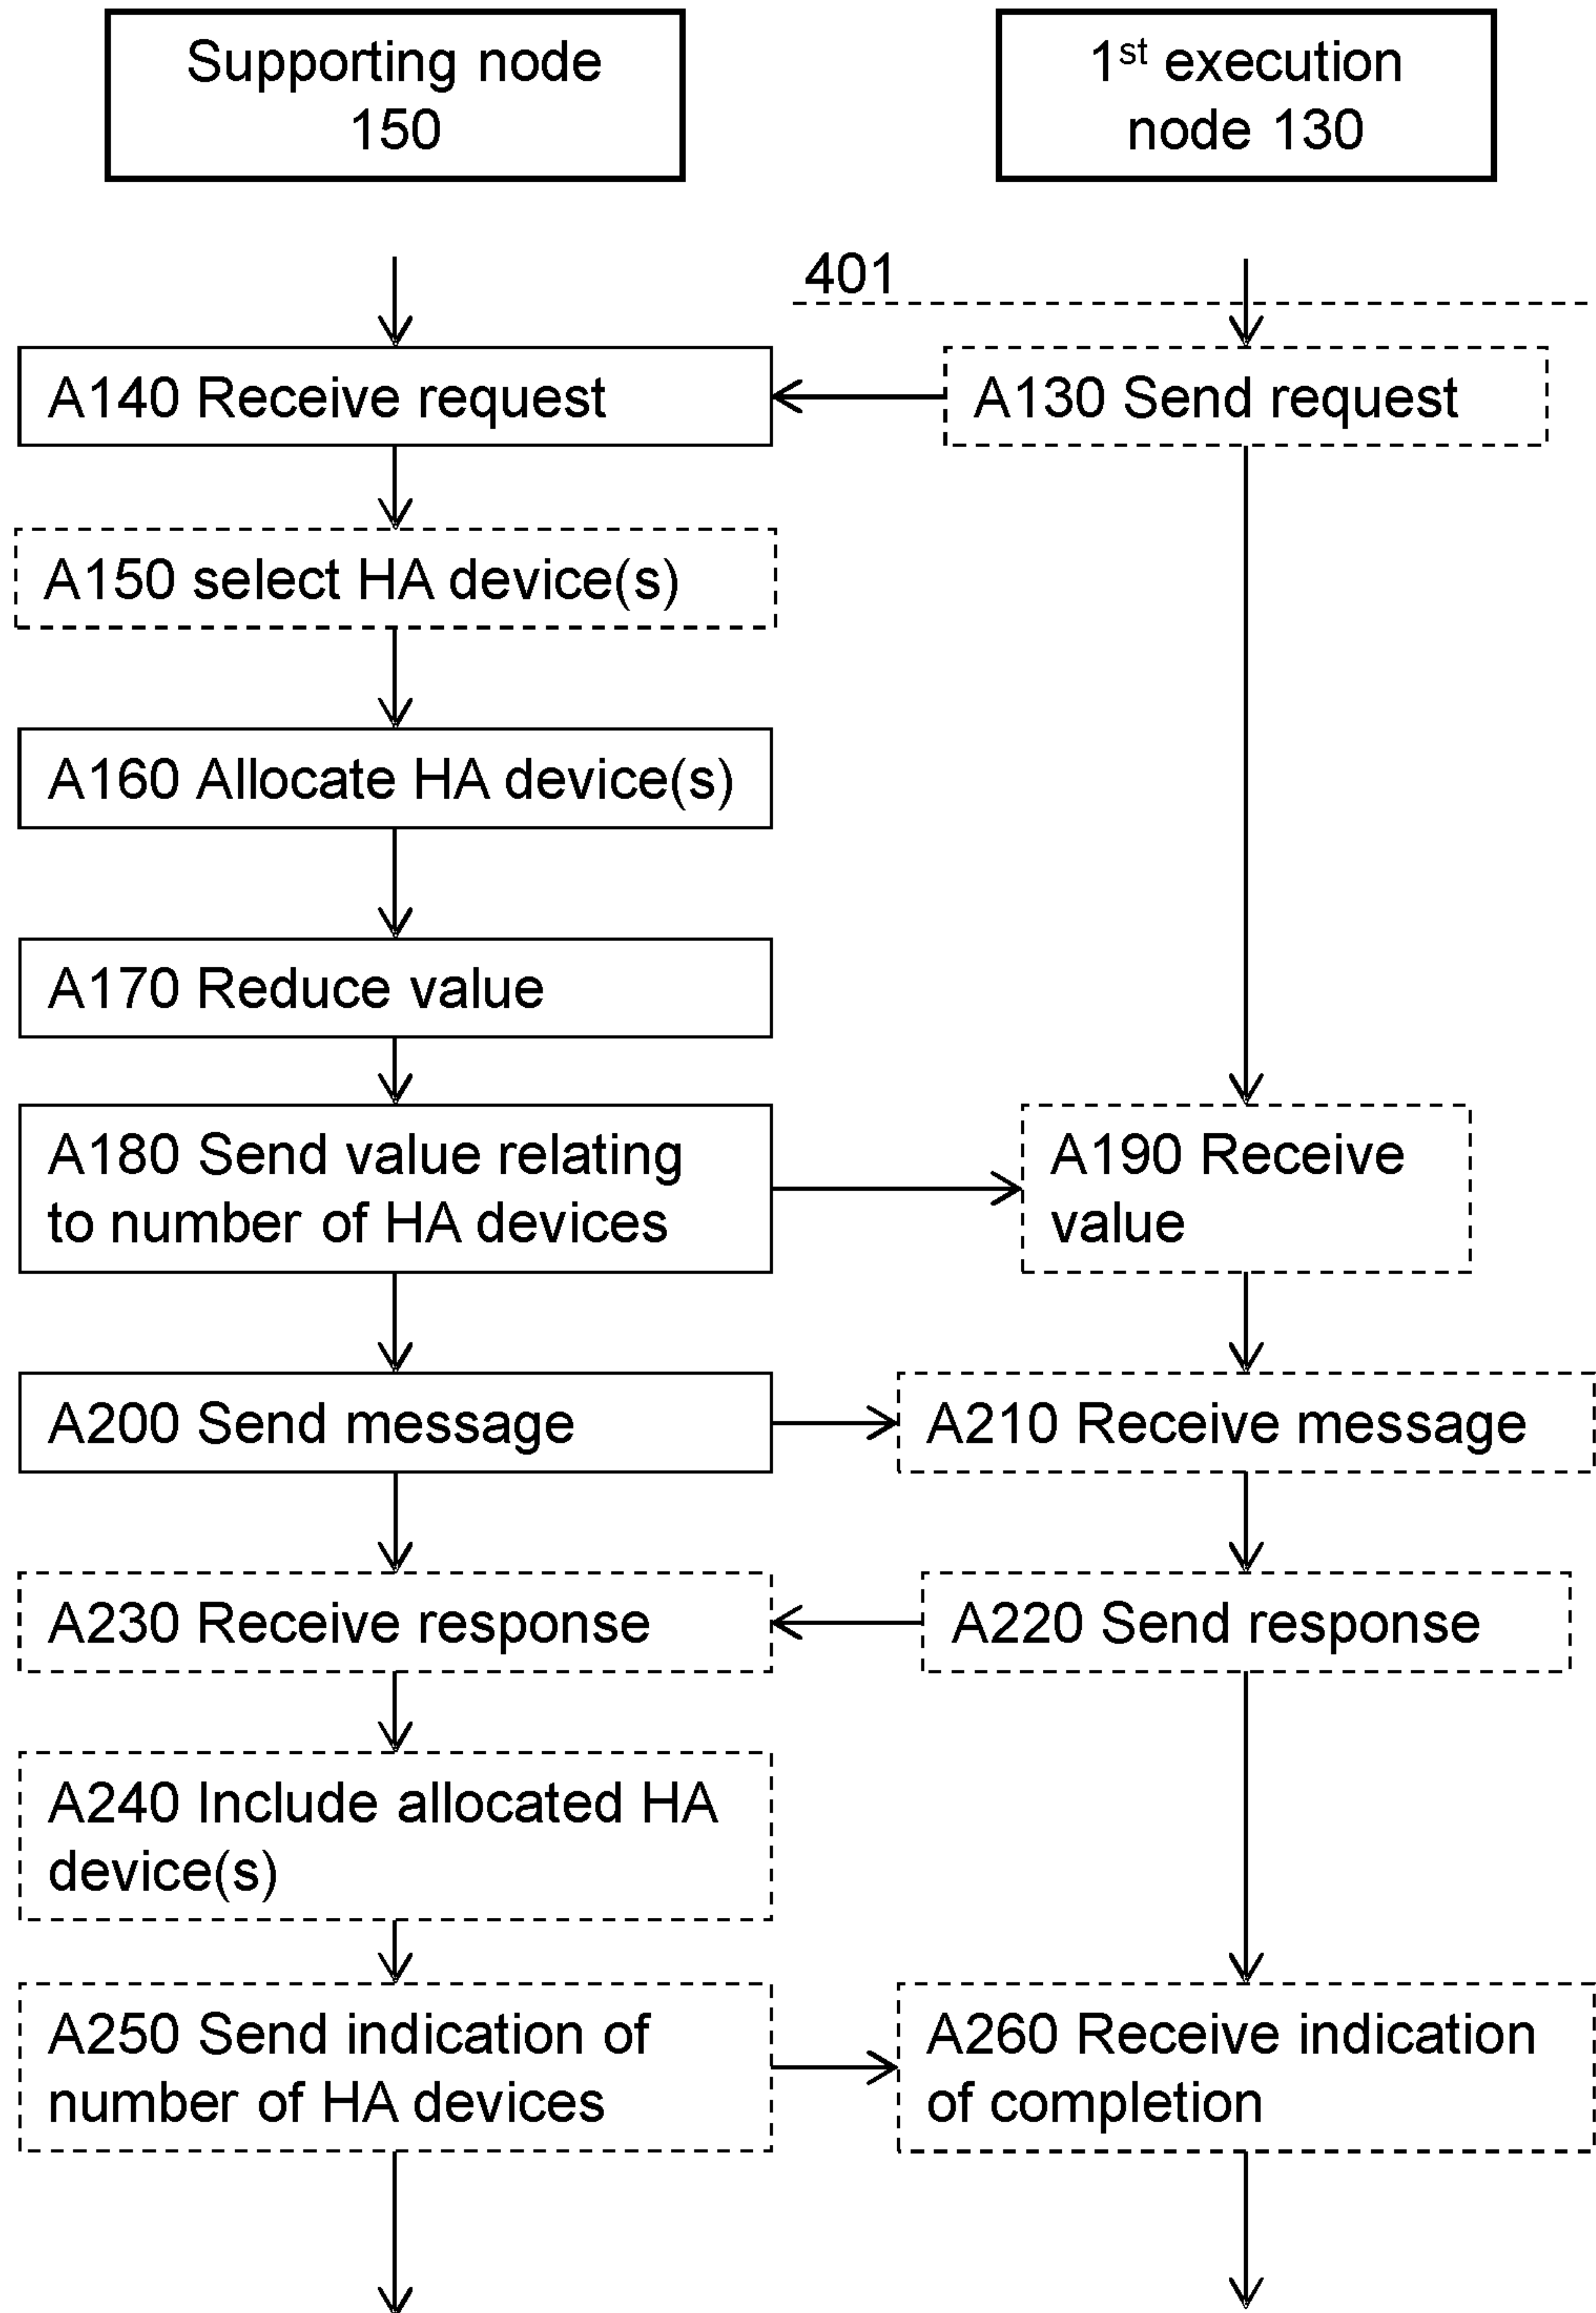 Supporting node
150
1st execution
node 130
401
A140 Receive request
A130 Send request
A150 select HA device(s)
A160 Allocate HA device(s)
A170 Reduce value
A180 Send value relating
to number of HA devices
A190 Receive
value
A200 Send message
A210 Receive message
A230 Receive response
A220 Send response
A240 Include allocated HA
device(s)
A250 Send indication of
number of HA devices
A260 Receive indication
of completion